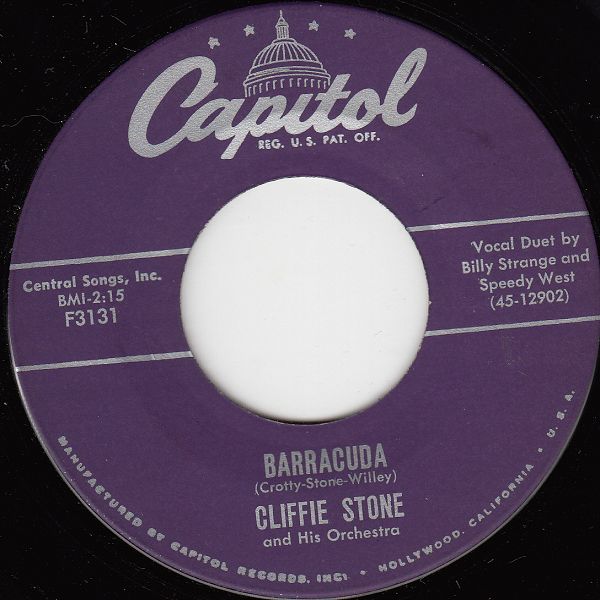 Capitol
REG. U.S. PAT. OFF.
Central Songs, Inc.
BMI-2:15
F3131
Vocal Duet by
Billy Strange and
Speedy West
(45-12902)
BARRACUDA
(Crotty-Stone-Willey)
CLIFFIE STONE
and His Orchestra
MANUFACTURED BY CAPITOL RECORDS, INC. • HOLLYWOOD, CALIFORNIA • U.S.A.